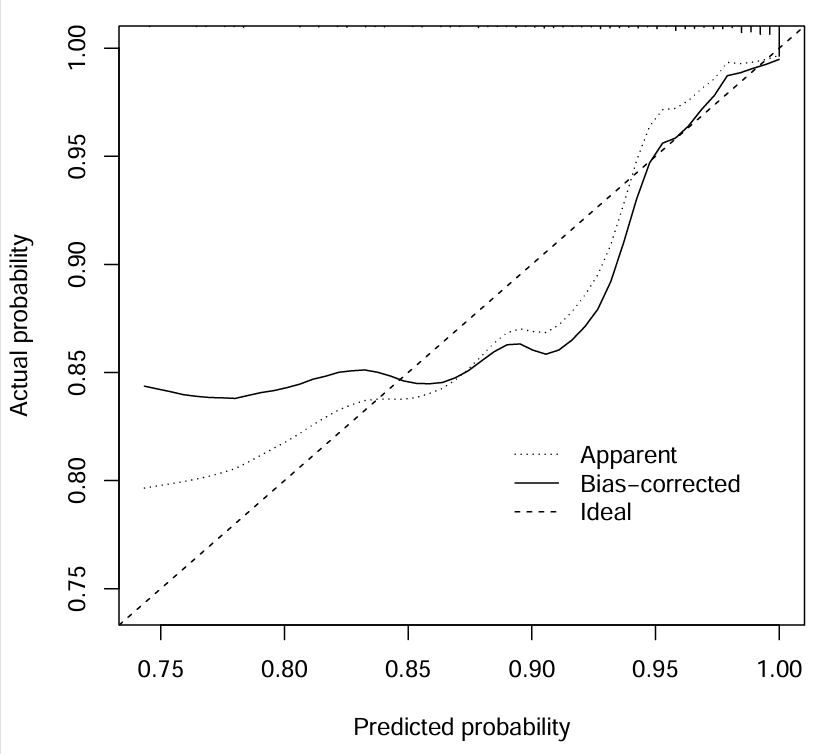 1.00
0.95
0.90
0.85
0.80
0.75
Actual probability
Apparent
Bias−corrected
Ideal
0.75 0.80 0.85 0.90 0.95 1.00
Predicted probability